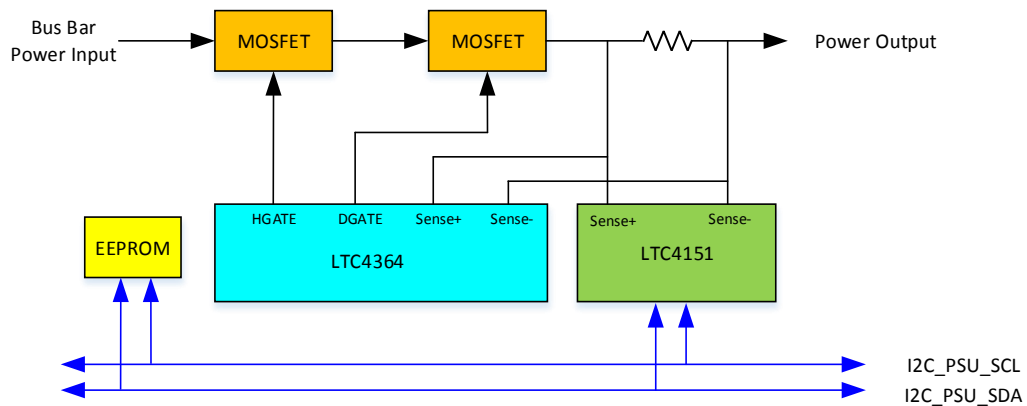 Bus Bar
Power Input
MOSFET
MOSFET
Power Output
HGATE
DGATE
Sense+
Sense-
Sense+
Sense-
EEPROM
LTC4364
LTC4151
I2C_PSU_SCL
I2C_PSU_SDA